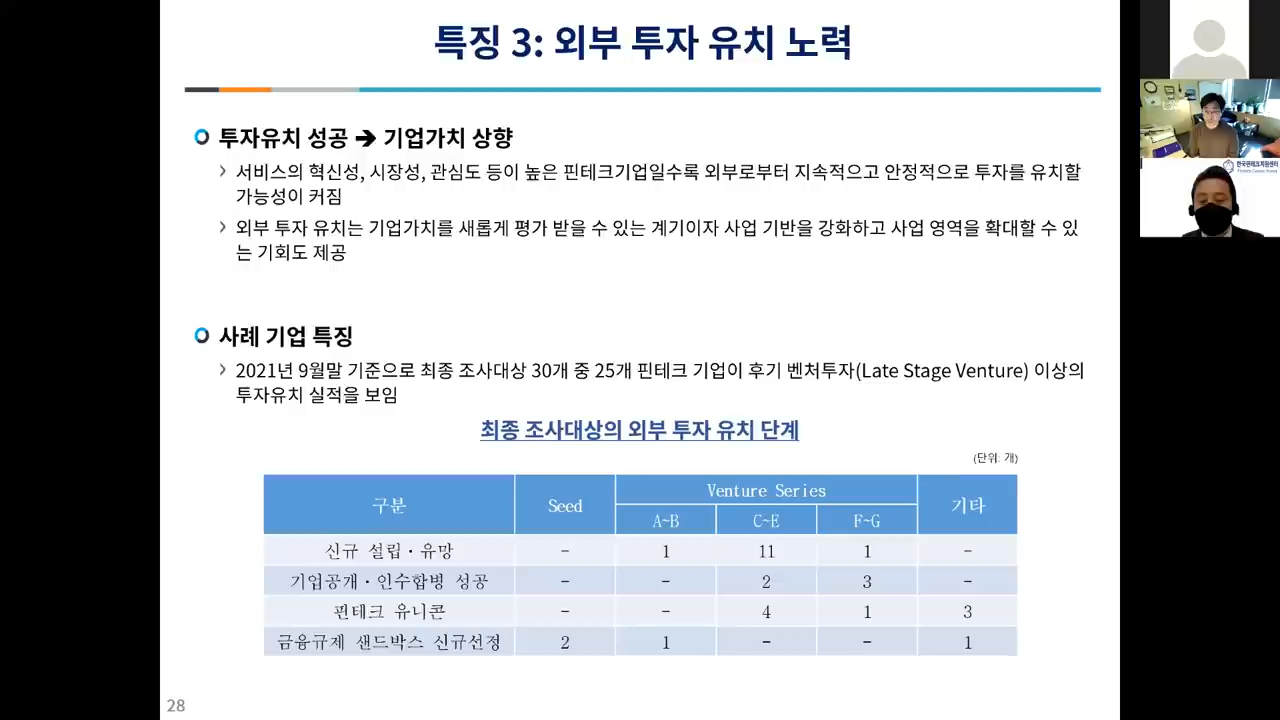 특징 3: 외부 투자 유치 노력
투자유치 성공 ➔ 기업가치 상향
› 서비스의 혁신성, 시장성, 관심도 등이 높은 핀테크기업일수록 외부로부터 지속적으고 안정적으로 투자를 유치할
가능성이 커짐
› 외부 투자 유치는 기업가치를 새롭게 평가 받을 수 있는 계기이자 사업 기반을 강화하고 사업 영역을 확대할 수 있
는 기회도 제공
사례 기업 특징
› 2021년 9월말 기준으로 최종 조사대상 30개 중 25개 핀테크 기업이 후기 벤처투자(Late Stage Venture) 이상의
투자유치 실적을 보임
최종 조사대상의 외부 투자 유치 단계
(단위: 개)
구분 Seed Venture Series 기타
A~B C~E F~G
신규 설립·유망 - 1 11 1 -
기업공개·인수합병 성공 - - 2 3 -
핀테크 유니콘 - - 4 1 3
금융규제 샌드박스 신규선정 2 1 - - 1
28
한국핀테크지원센터
Fintech Center Korea